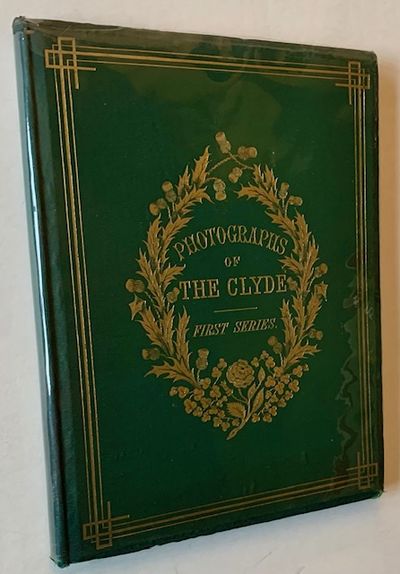 PHOTOGRAPHS
OF
THE CLYDE
FIRST SERIES.